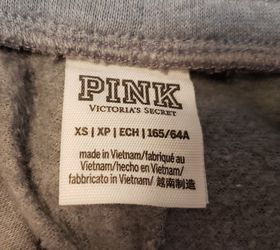 PINK
VICTORIA'S SECRET
XS | XP | ECH | 165/64A
made in Vietnam/fabriqué au
Vietnam/hecho en Vietnam/
fabbricato in Vietnam/越南制造